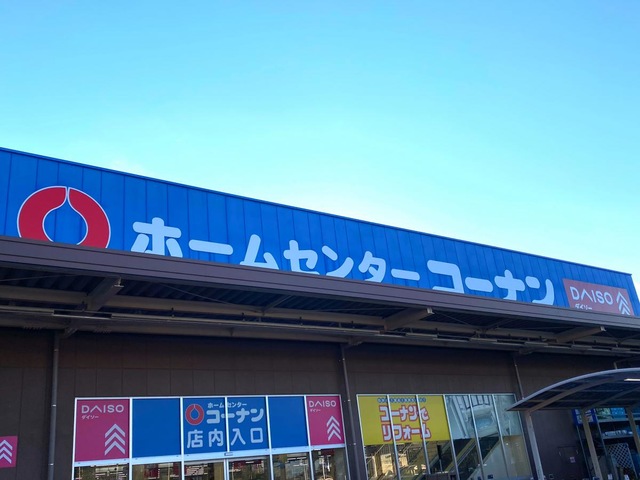 ホームセンター コーナン
DAISO
ダイソー
DAISO
ダイソー
ホームセンター
コーナン
店内入口
DAISO
ダイソー
コーナンで
リフォーム